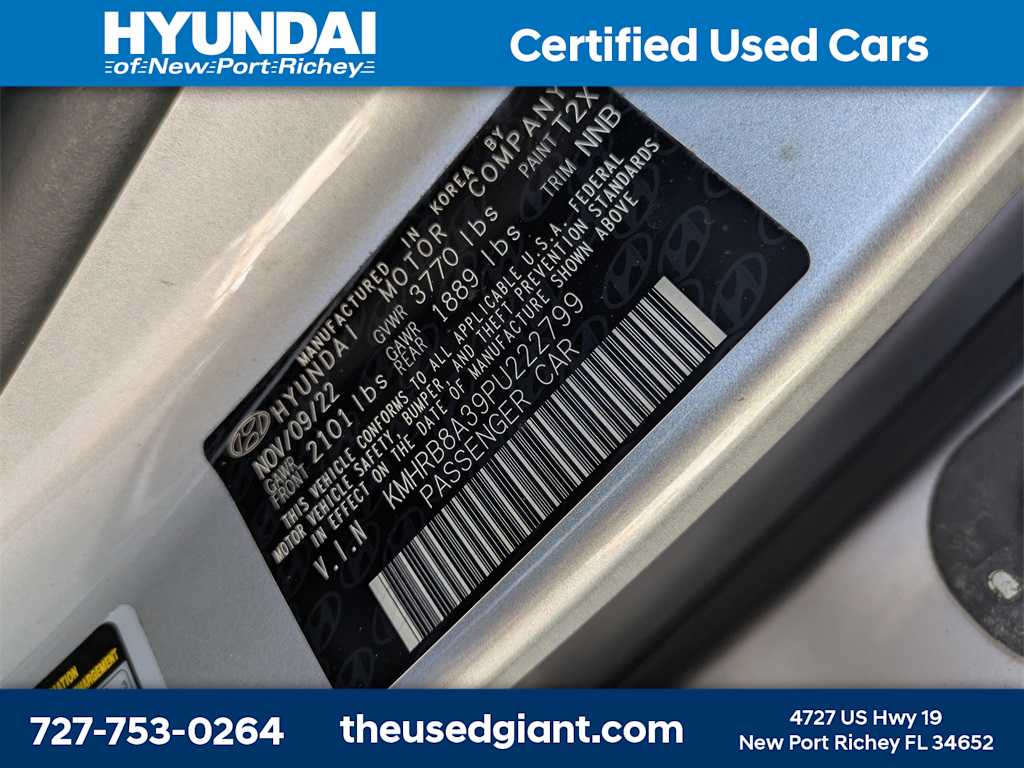 HYUNDAI
of New Port Richey
Certified Used Cars
MANUFACTURED IN KOREA BY
HYUNDAI MOTOR COMPANY
NOV/09/22 GVWR 3770 lbs PAINT T2X
GAWR FRONT 2101 lbs GAWR REAR 1889 lbs TRIM NNB
THIS VEHICLE CONFORMS TO ALL APPLICABLE U.S.A. FEDERAL
MOTOR VEHICLE SAFETY, BUMPER AND THEFT PREVENTION STANDARDS
IN EFFECT ON THE DATE OF MANUFACTURE SHOWN ABOVE
V.I.N KMHRB8A39PU222799
PASSENGER CAR
727-753-0264
theusedgiant.com
4727 US Hwy 19
New Port Richey FL 34652